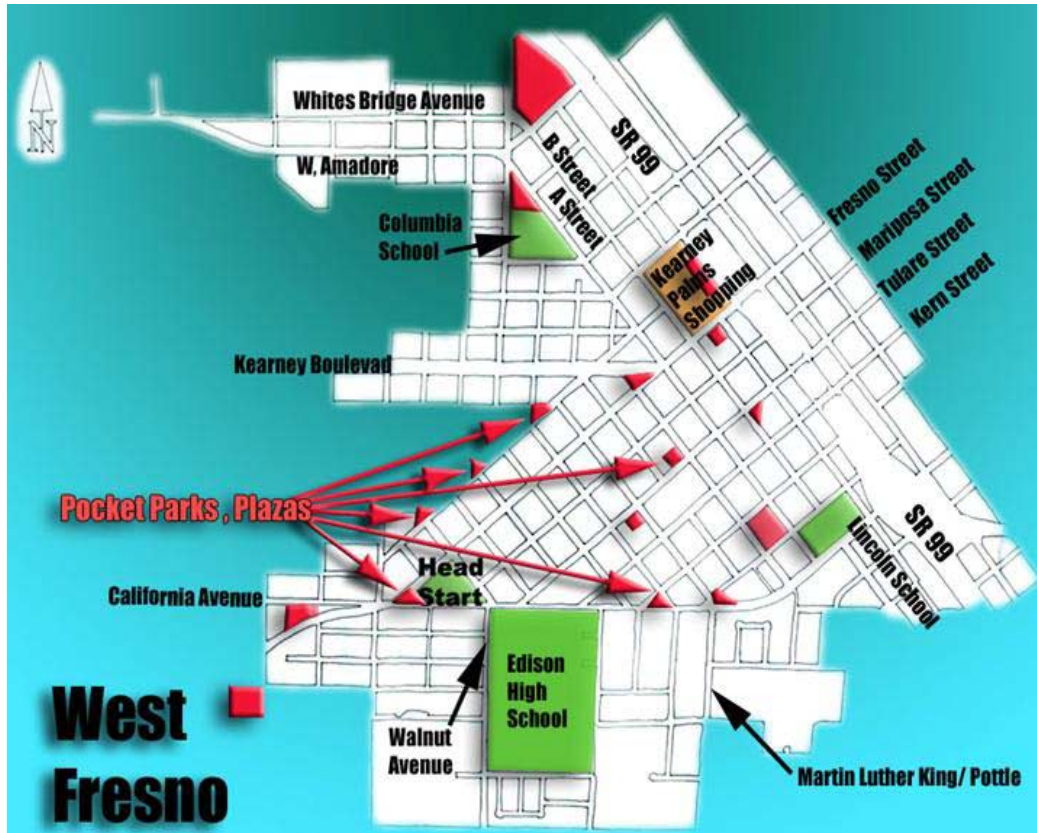 N
Whites Bridge Avenue
W, Amadore
B Street
A Street
SR 99
Fresno Street
Mariposa Street
Tulare Street
Kern Street
Columbia
School
Kearney
Palms
Shopping
Kearney Boulevad
Pocket Parks , Plazas
Head
Start
California Avenue
Lincoln School
SR 99
Edison
High
School
Walnut
Avenue
Martin Luther King/ Pottle
West
Fresno